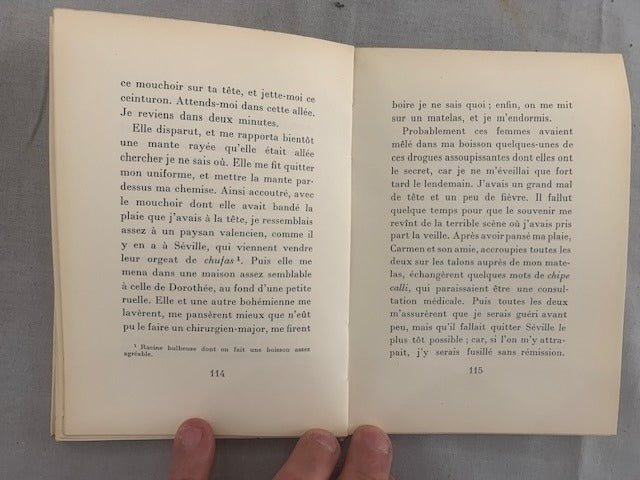 ce mouchoir sur ta tête, et jette-moi ce
ceinturon. Attends-moi dans cette allée.
Je reviens dans deux minutes.
Elle disparut, et me rapporta bientôt
une mante rayée qu'elle était allée
chercher je ne sais où. Elle me fit quitter
mon uniforme, et mettre la mante par-
dessus ma chemise. Ainsi accoutré, avec
le mouchoir dont elle avait bandé la
plaie que j'avais à la tête, je ressemblais
assez à un paysan valencien, comme il
y en a à Séville, qui viennent vendre
leur orgeat de chufas¹. Puis elle me
mena dans une maison assez semblable
à celle de Dorothée, au fond d'une petite
ruelle. Elle et une autre bohémienne me
lavèrent, me pansèrent mieux que n'eût
pu le faire un chirurgien-major, me firent
¹ Racine bulbeuse dont on fait une boisson assez
agréable.
114
boire je ne sais quoi ; enfin, on me mit
sur un matelas, et je m'endormis.
Probablement ces femmes avaient
mêlé dans ma boisson quelques-unes de
ces drogues assoupissantes dont elles ont
le secret, car je ne m'éveillai que fort
tard le lendemain. J'avais un grand mal
de tête et un peu de fièvre. Il fallut
quelque temps pour que le souvenir me
revînt de la terrible scène où j'avais pris
part la veille. Après avoir pansé ma plaie,
Carmen et son amie, accroupies toutes les
deux sur les talons auprès de mon mate-
las, échangèrent quelques mots de chipe
calli, qui paraissaient être une consul-
tation médicale. Puis toutes les deux
m'assurèrent que je serais guéri avant
peu, mais qu'il fallait quitter Séville le
plus tôt possible ; car, si l'on m'y attra-
pait, j'y serais fusillé sans rémission.
115